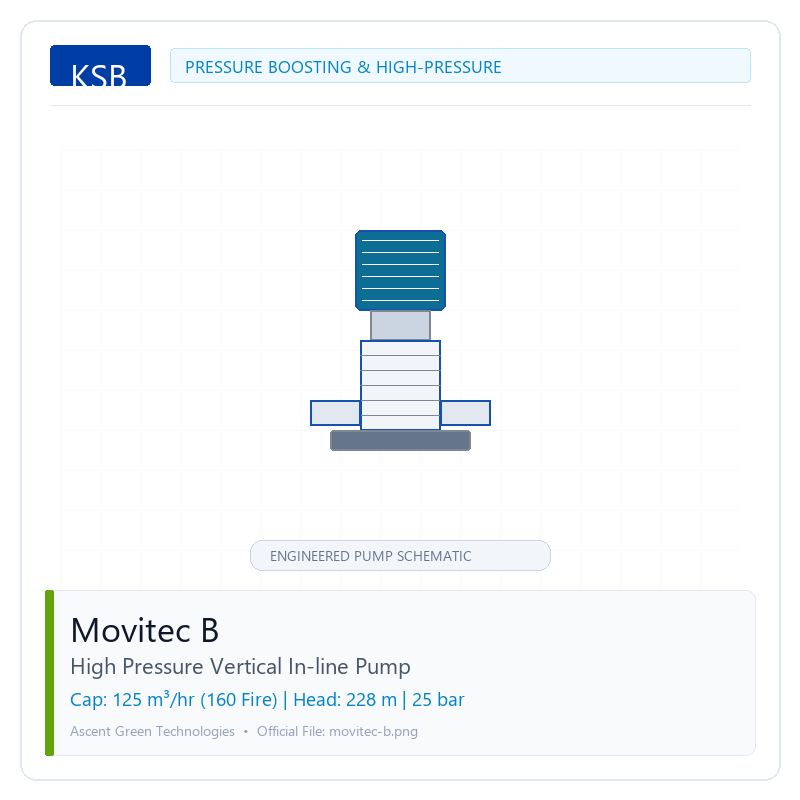 KSB
PRESSURE BOOSTING & HIGH-PRESSURE
ENGINEERED PUMP SCHEMATIC
Movitec B
High Pressure Vertical In-line Pump
Cap: 125 m³/hr (160 Fire) | Head: 228 m | 25 bar
Ascent Green Technologies • Official File: movitec-b.png